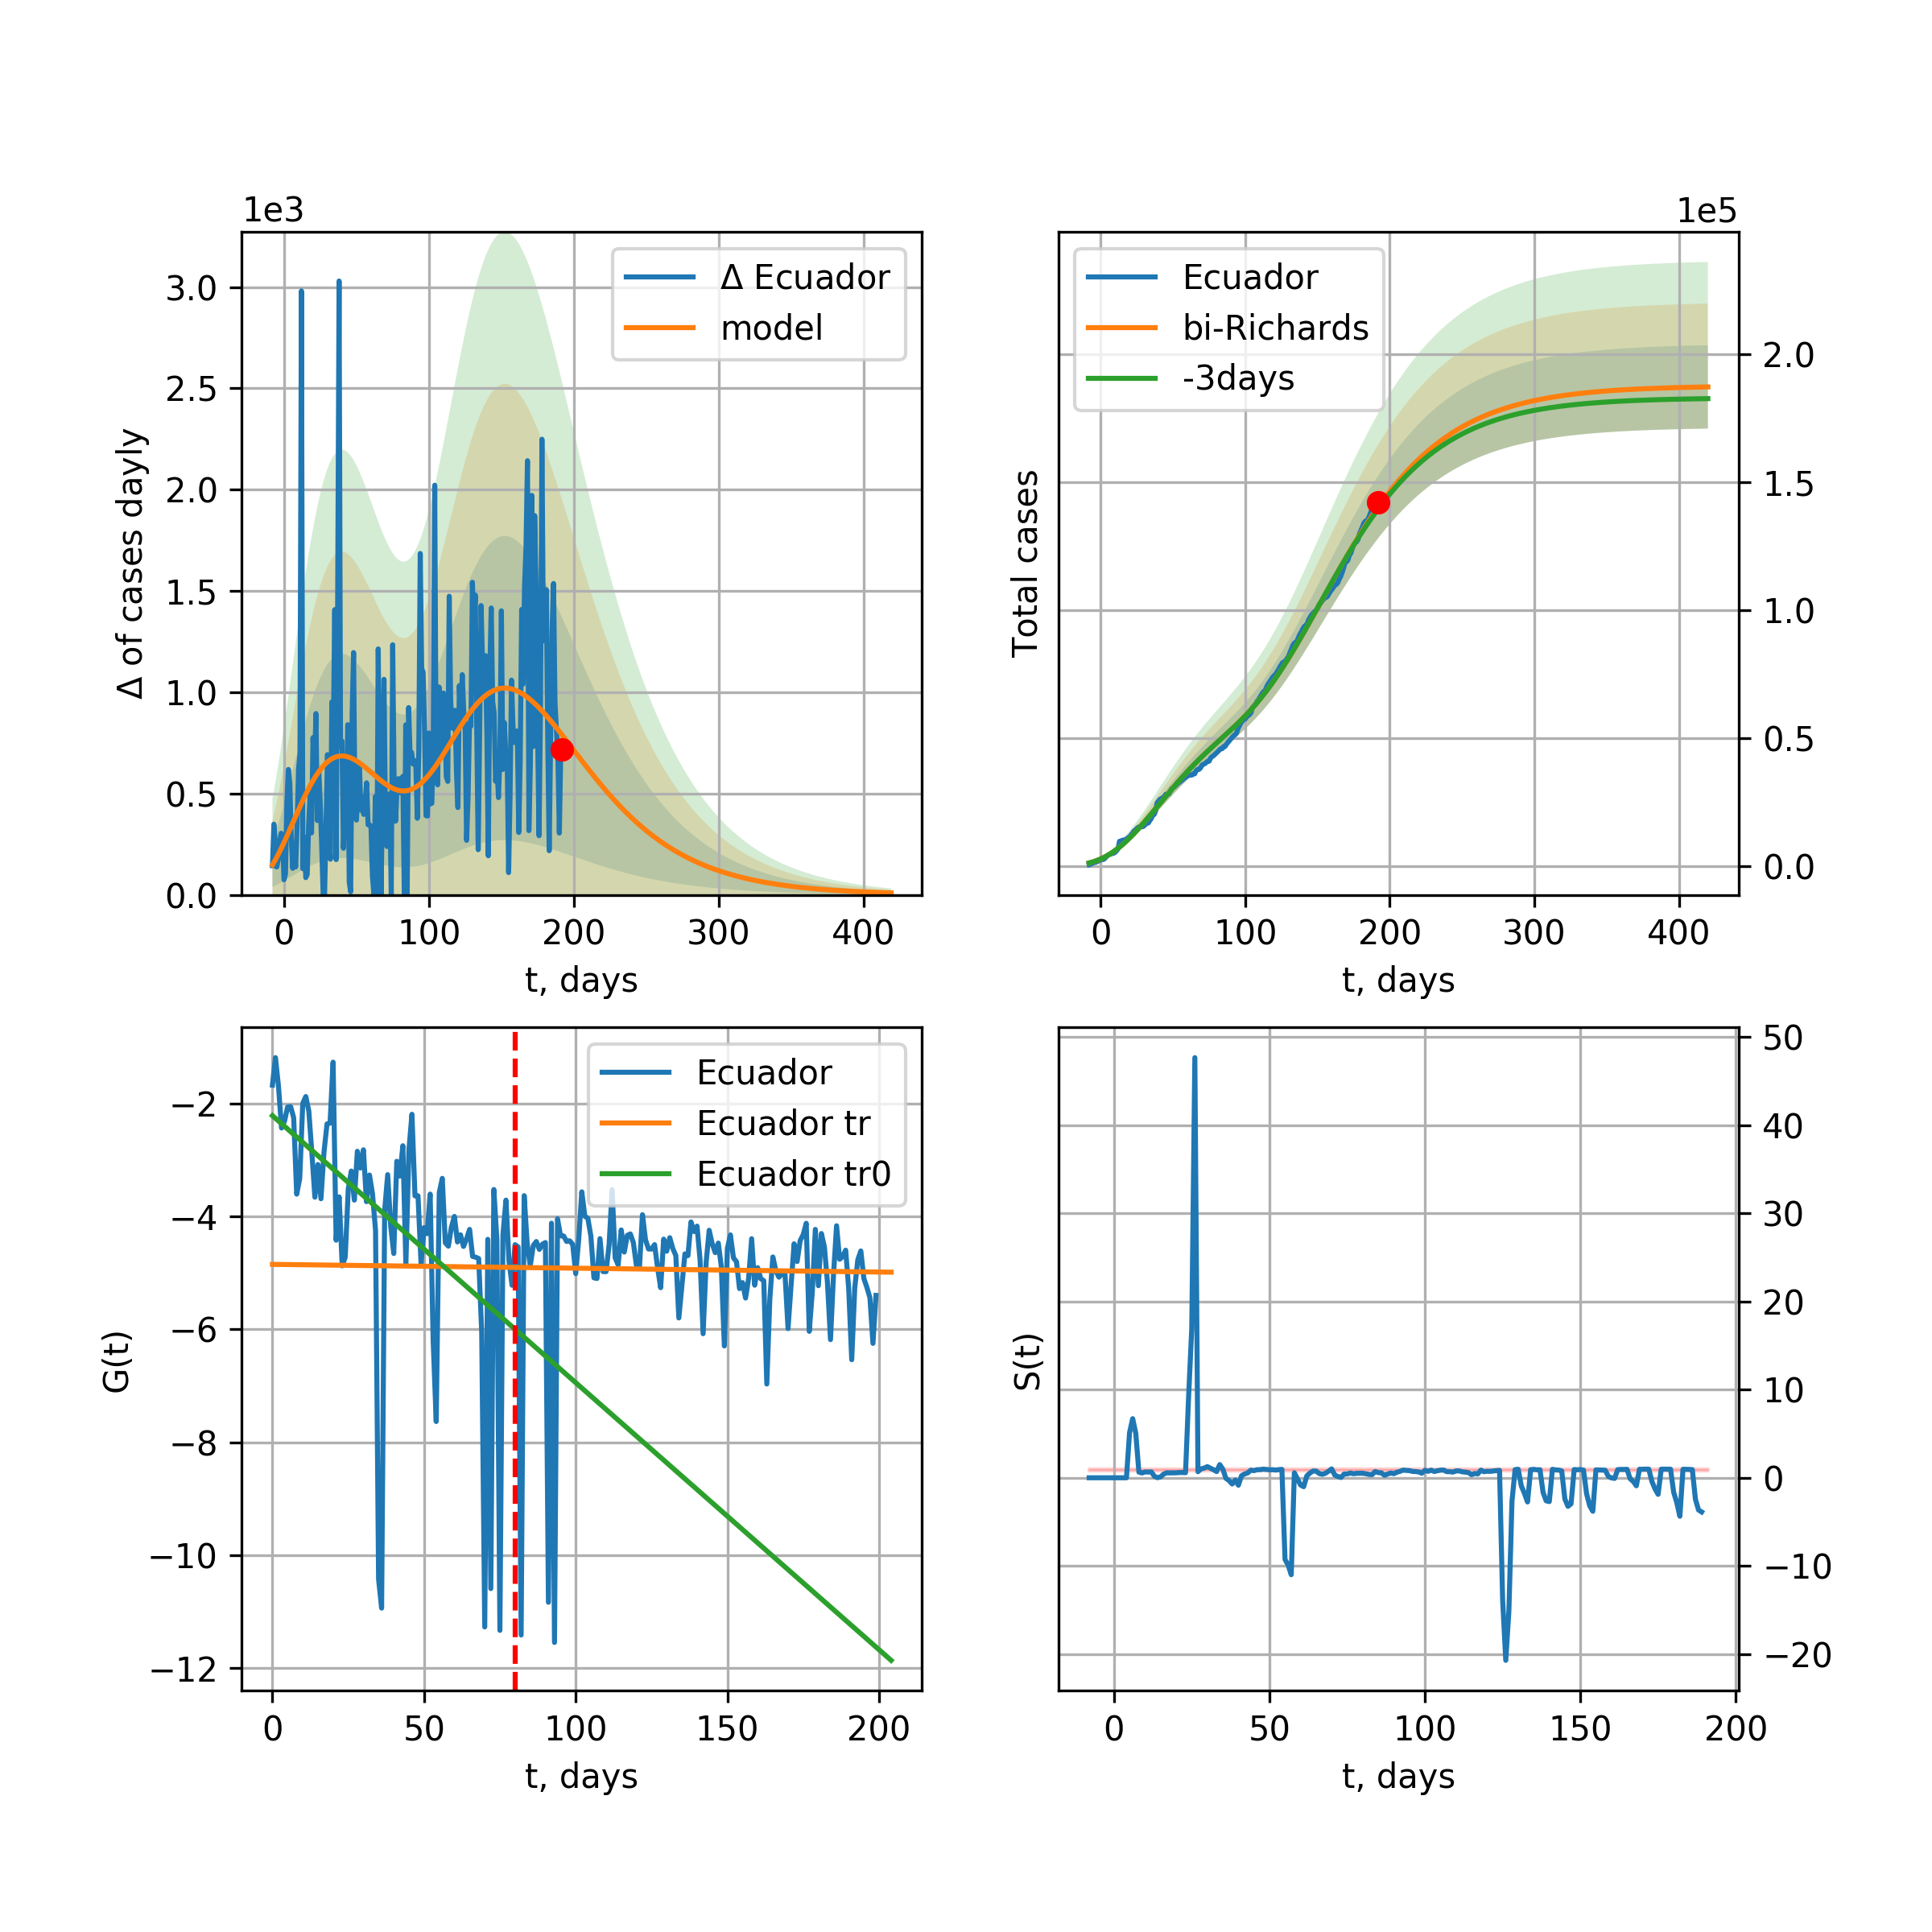 1e3
Δ of cases dayly
3.0
2.5
2.0
1.5
1.0
0.5
0.0
0 100 200 300 400
t, days
Δ Ecuador
model
1e5
Total cases
2.0
1.5
1.0
0.5
0.0
0 100 200 300 400
t, days
Ecuador
bi-Richards
-3days
G(t)
−2
−4
−6
−8
−10
−12
0 50 100 150 200
t, days
Ecuador
Ecuador tr
Ecuador tr0
S(t)
50
40
30
20
10
0
−10
−20
0 50 100 150 200
t, days